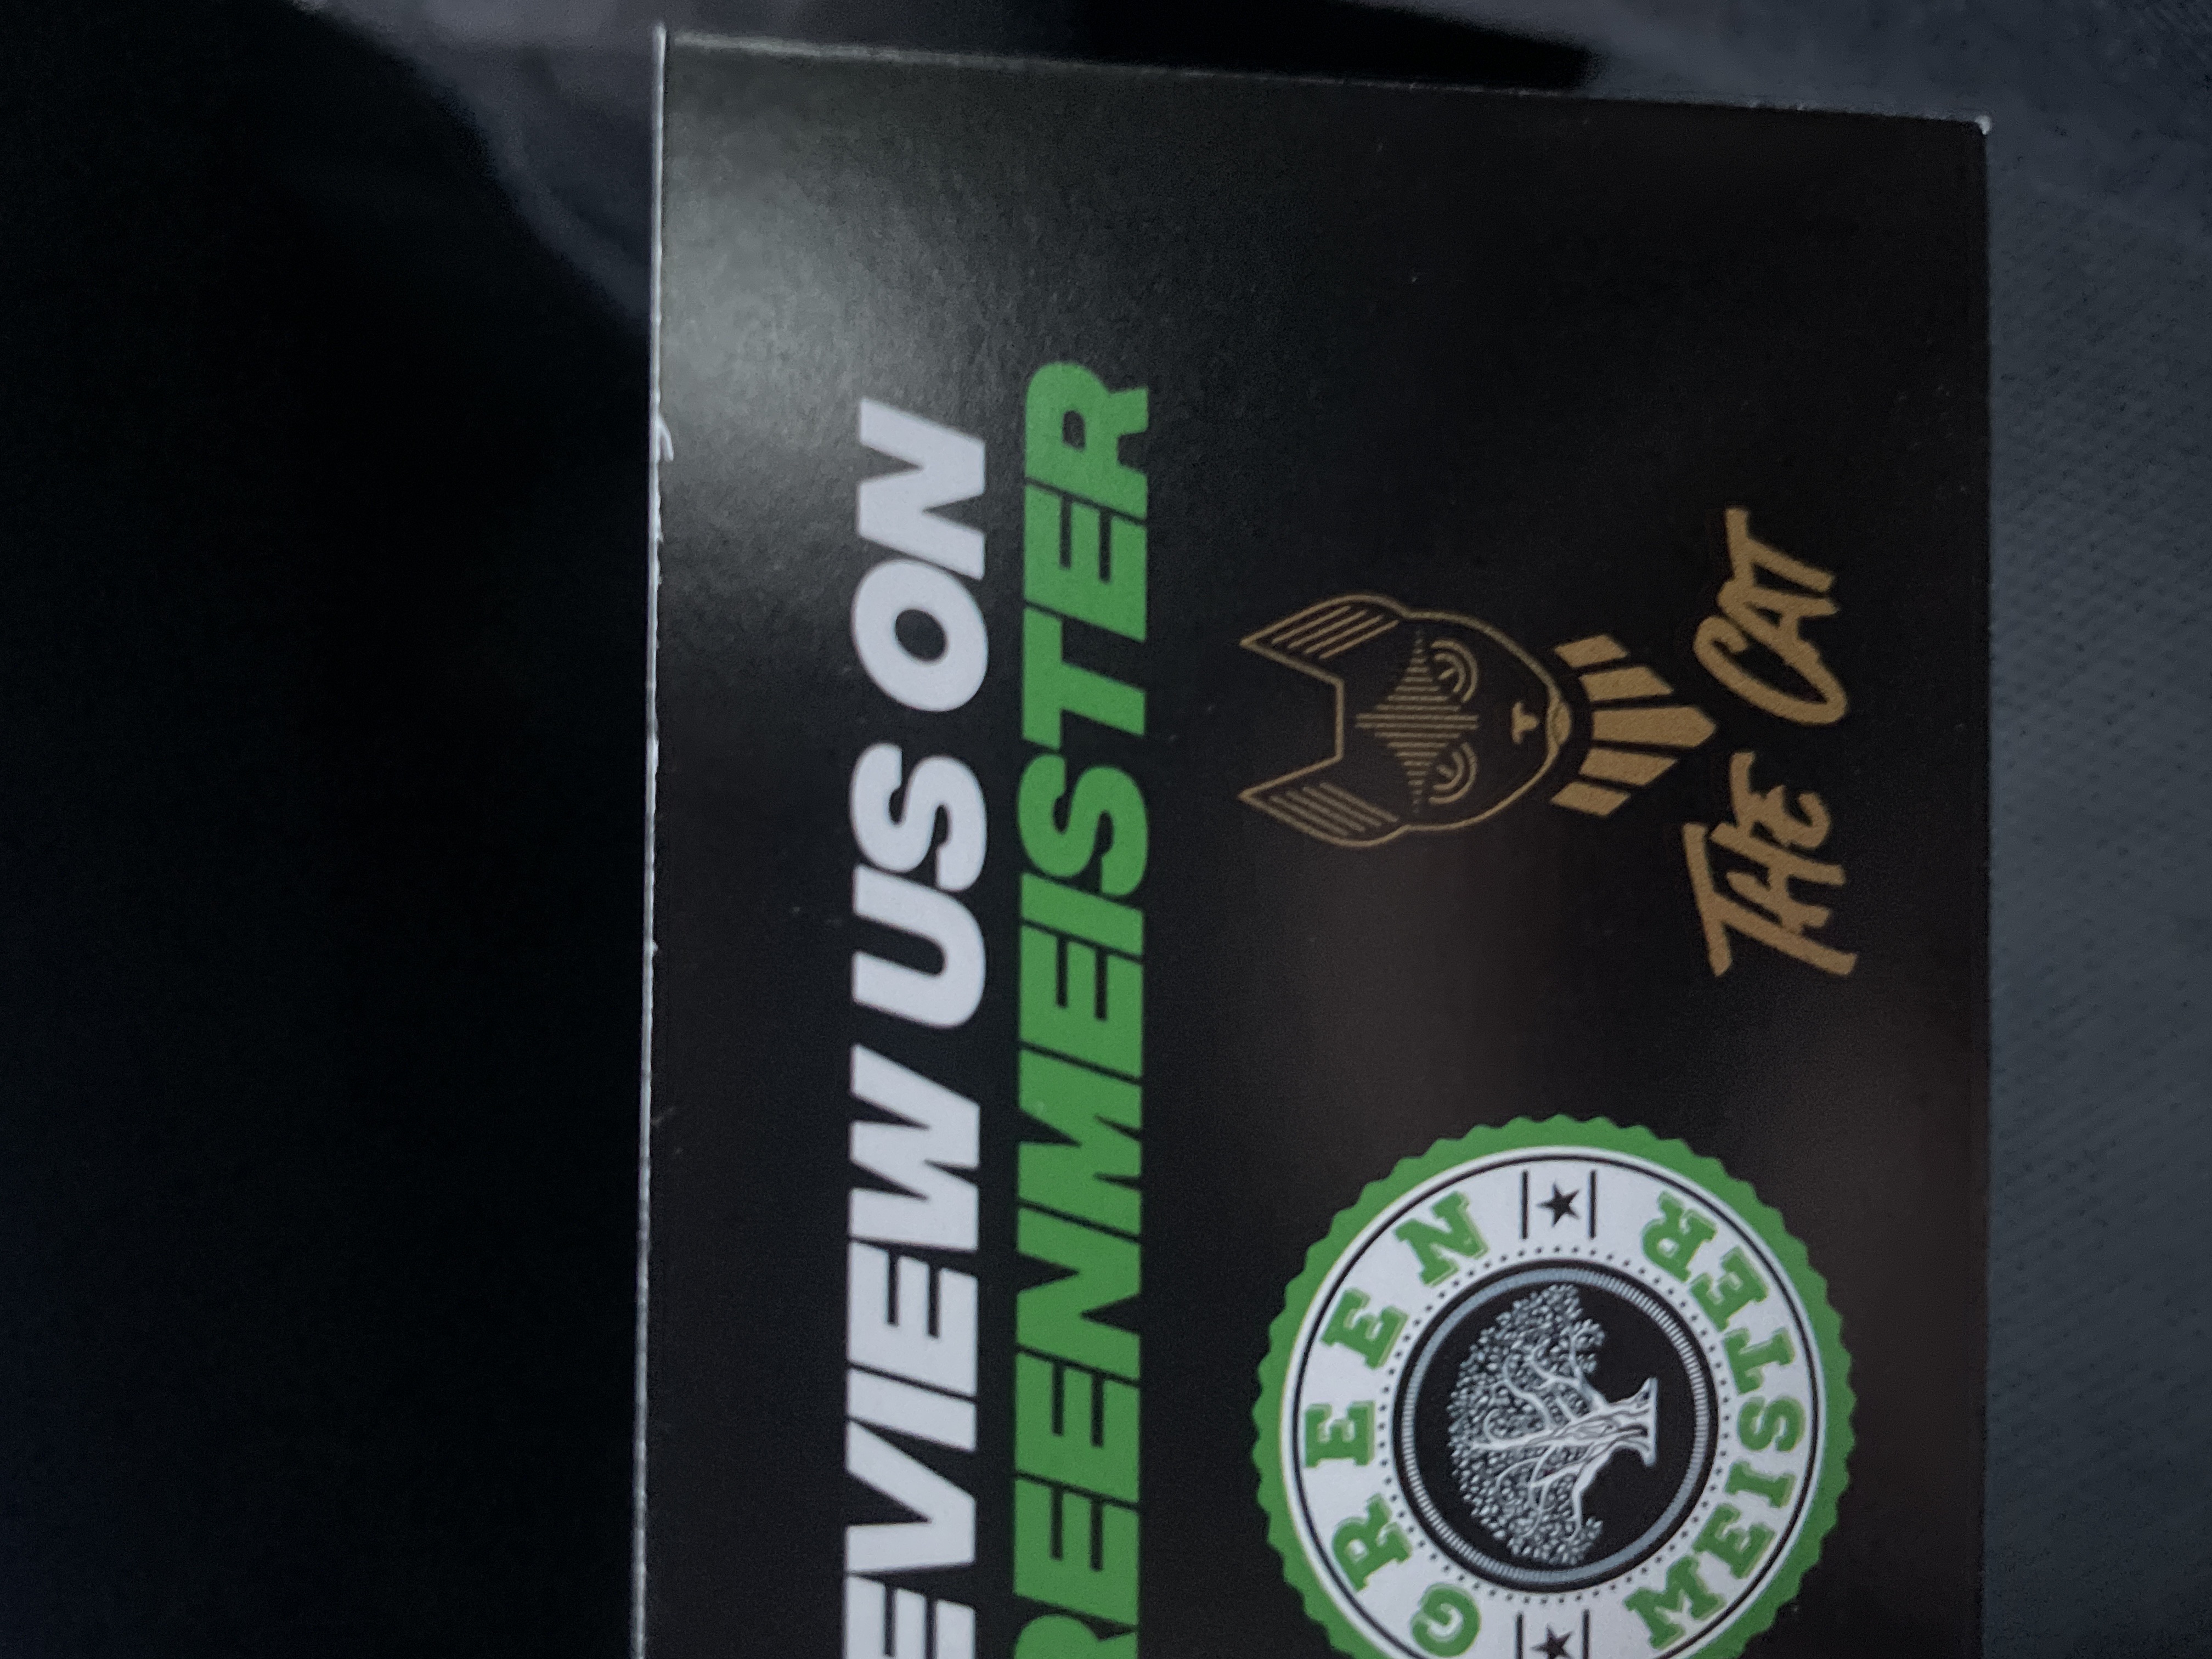 EVIEW US ON
REENMEISTER
GREEN
MEISTER
THE CAT